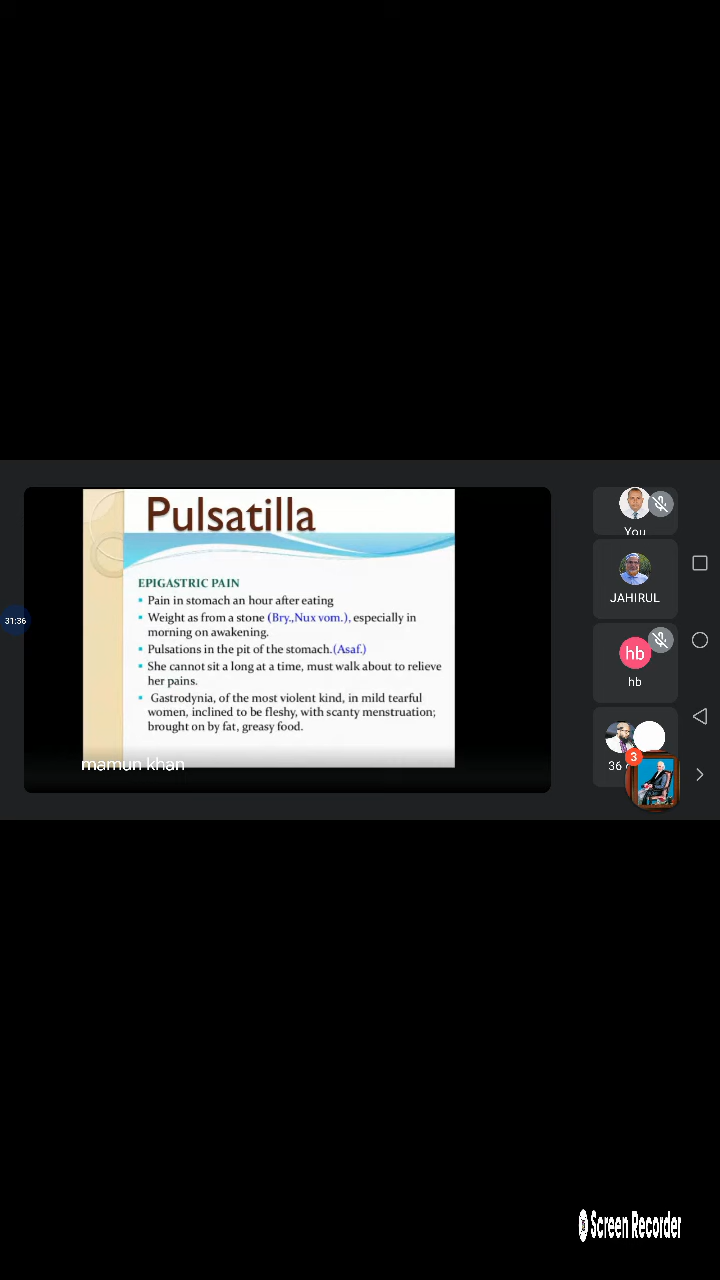 Pulsatilla
EPIGASTRIC PAIN
• Pain in stomach an hour after eating
• Weight as from a stone (Bry.,Nux vom.), especially in
morning on awakening.
• Pulsations in the pit of the stomach.(Asaf.)
• She cannot sit a long at a time, must walk about to relieve
her pains.
• Gastrodynia, of the most violent kind, in mild tearful
women, inclined to be fleshy, with scanty menstruation;
brought on by fat, greasy food.
mamun khan
31:36
You
JAHIRUL
hb
hb
36
3
Screen Recorder